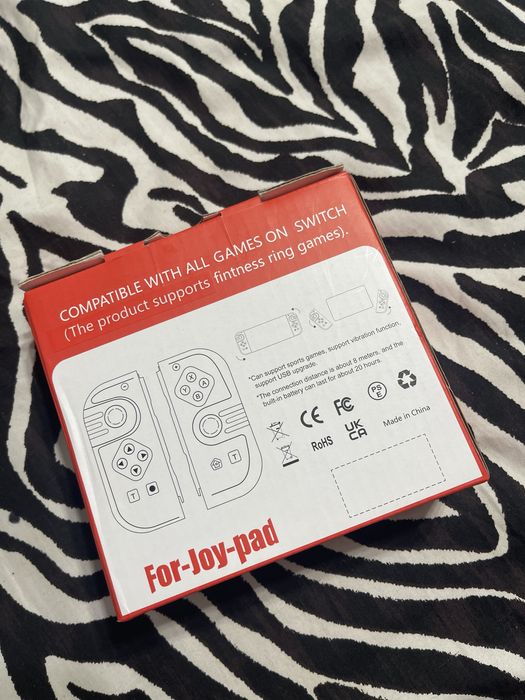 COMPATIBLE WITH ALL GAMES ON SWITCH
(The product supports fintness ring games).
*Can support sports games, support vibration function,
support USB upgrade.
*The connection distance is about 8 meters, and the
built-in battery can last for about 20 hours.
X
Y
A
B
T
T
CE
FC
PS
E
RoHS
UK
CA
Made in China
For-Joy-pad